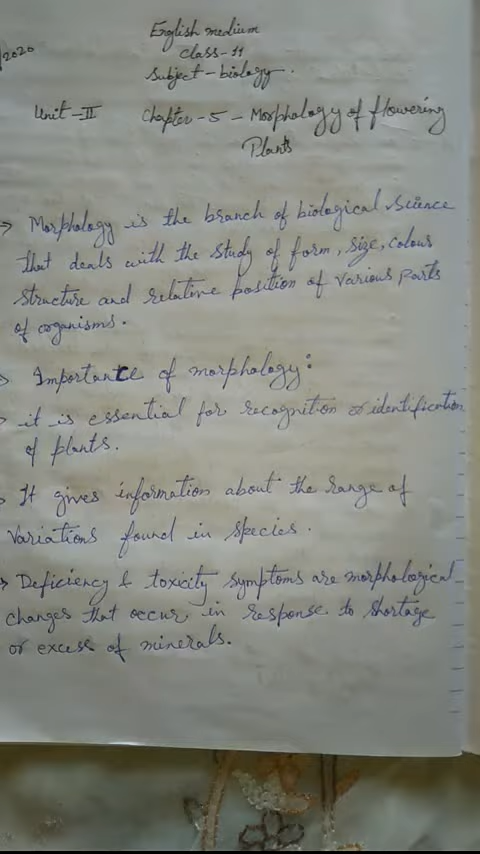 /2020
English medium
Class-11
Subject-biology.
Unit-II Chapter-5-Morphology of flowering
Plants
→ Morphology is the branch of biological science
that deals with the study of form, size, colour
structure and relative position of various parts
of organisms.
→ Importance of morphology:
→ it is essential for recognition or identification
of plants.
→ It gives information about the range of
variations found in species.
→ Deficiency & toxicity symptoms are morphological
changes that occur in response to shortage
or excess of minerals.